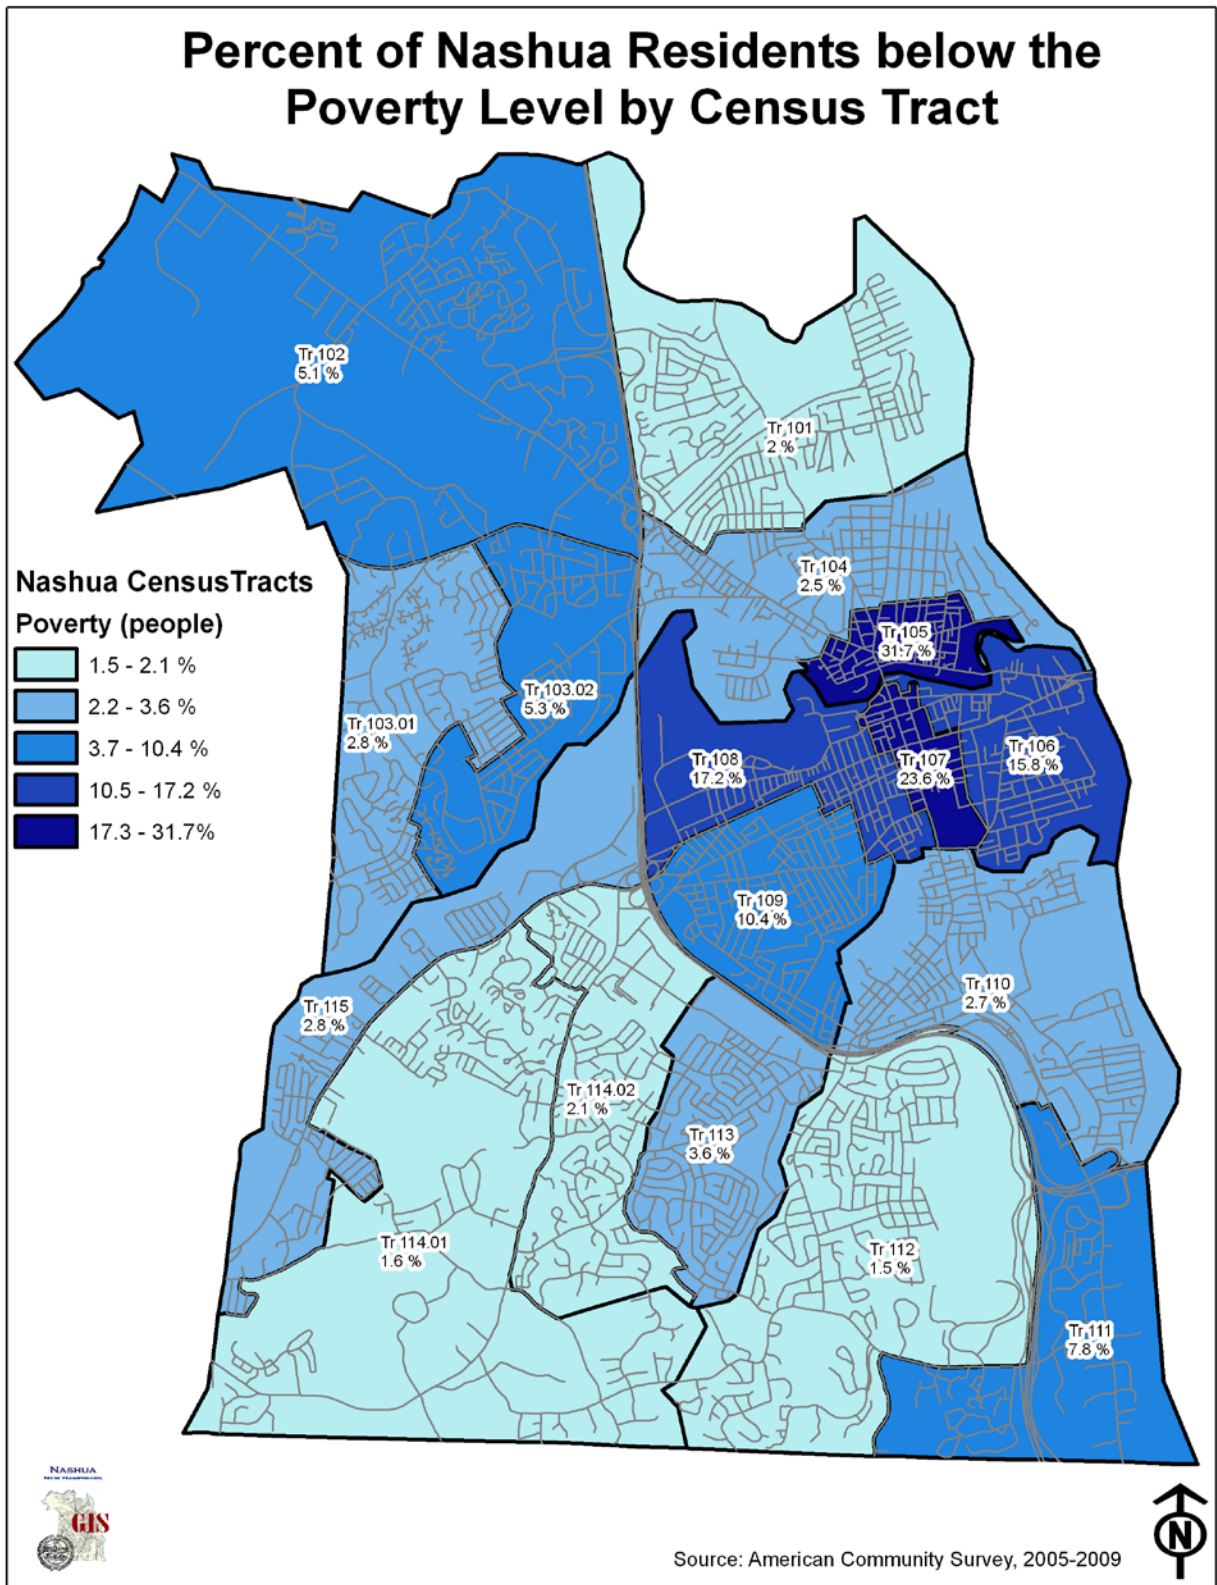 Percent of Nashua Residents below the
Poverty Level by Census Tract
Tr 102
5.1 %
Tr 101
2 %
Tr 104
2.5 %
Nashua CensusTracts
Poverty (people)
1.5 - 2.1 %
2.2 - 3.6 %
3.7 - 10.4 %
10.5 - 17.2 %
17.3 - 31.7%
Tr 105
31.7 %
Tr 103.02
5.3 %
Tr 103.01
2.8 %
Tr 108
17.2 %
Tr 107
23.6 %
Tr 106
15.8 %
Tr 109
10.4 %
Tr 110
2.7 %
Tr 115
2.8 %
Tr 114.02
2.1 %
Tr 113
3.6 %
Tr 114.01
1.6 %
Tr 112
1.5 %
Tr 111
7.8 %
NASHUA
NEW HAMPSHIRE
GIS
N
Source: American Community Survey, 2005-2009